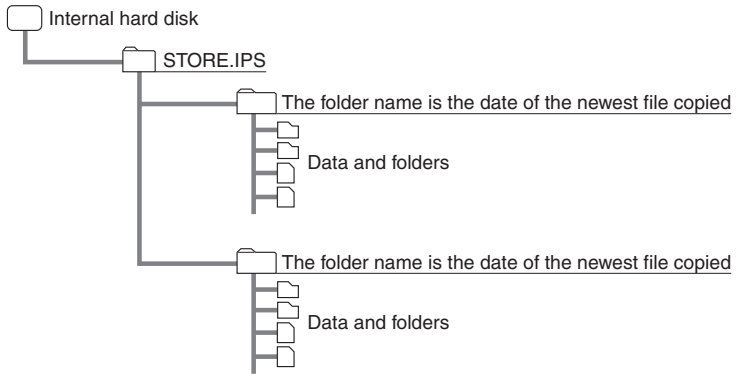 Internal hard disk
STORE.IPS
The folder name is the date of the newest file copied
Data and folders
The folder name is the date of the newest file copied
Data and folders